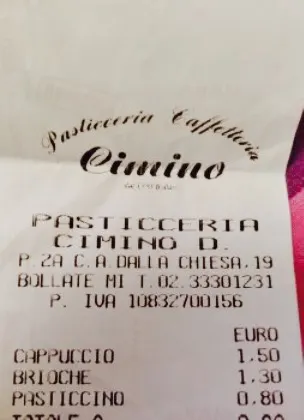 Pasticceria Caffetteria
Cimino
PASTICCERIA
CIMINO D.
P.ZA C.A DALLA CHIESA,19
BOLLATE MI T.02.33301231
P. IVA 10832700156
EURO
CAPPUCCIO 1,50
BRIOCHE 1,30
PASTICCINO 0,80
TOTALE